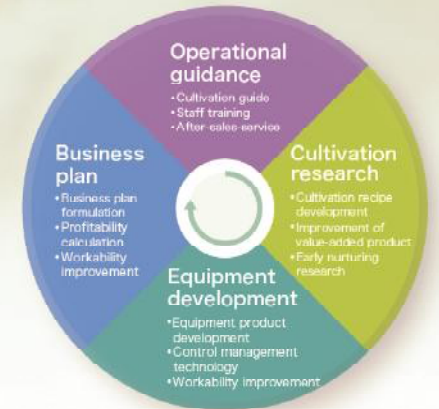 Operational
guidance
•Cultivation guide
•Staff training
•After-sales-service
Cultivation
research
•Cultivation recipe
development
•Improvement of
value-added product
•Early nurturing
research
Equipment
development
•Equipment product
development
•Control management
technology
•Workability improvement
Business
plan
•Business plan
formulation
•Profitability
calculation
•Workability
improvement